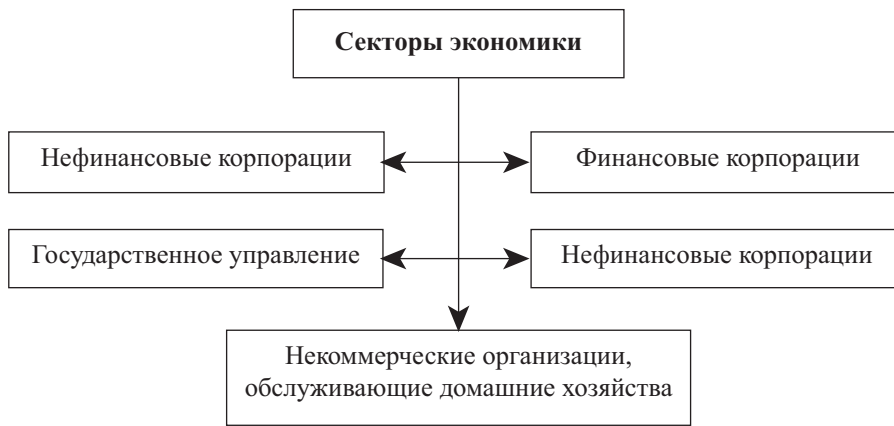 Секторы экономики
Нефинансовые корпорации
Финансовые корпорации
Государственное управление
Нефинансовые корпорации
Некоммерческие организации,
обслуживающие домашние хозяйства